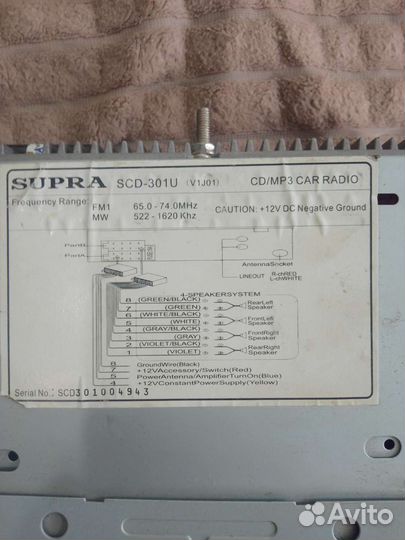 SUPRA SCD-301U (V1J01) CD/MP3 CAR RADIO
Frequency Range: FM1 65.0 - 74.0MHz
MW 522 - 1620 Khz
CAUTION: +12V DC Negative Ground
PartB
PartA
AntennaSocket
LINEOUT R-chRED
L-chWHITE
4-SPEAKERSYSTEM
8 (GREEN/BLACK)
7 (GREEN)
RearLeft
Speaker
6 (WHITE/BLACK)
5 (WHITE)
FrontLeft
Speaker
4 (GRAY/BLACK)
3 (GRAY)
FrontRight
Speaker
2 (VIOLET/BLACK)
1 (VIOLET)
RearRight
Speaker
8 GroundWire(Black)
7 +12VAccessory/Switch(Red)
5 PowerAntenna/AmplifierTurnOn(Blue)
4 +12VConstantPowerSupply(Yellow)
Serial No.: SCD301004943
Avito